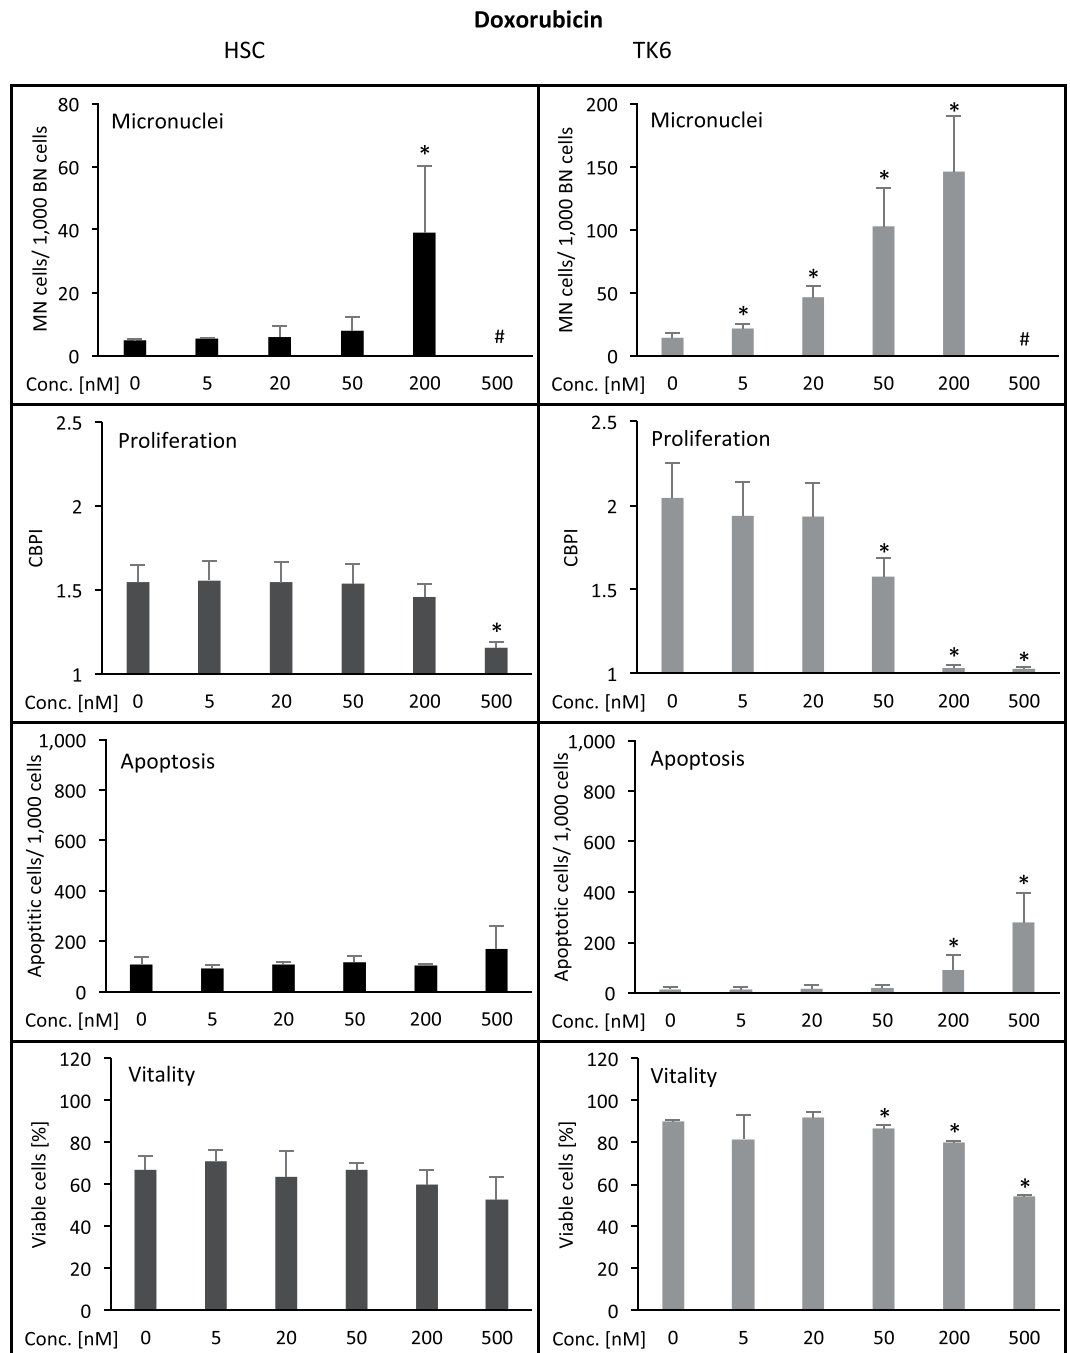 Doxorubicin
HSC TK6
Micronuclei
MN cells/ 1,000 BN cells
80
60
40
20
0
*
#
Conc. [nM] 0 5 20 50 200 500
Micronuclei
MN cells/ 1,000 BN cells
200
150
100
50
0
* * * *
#
0 5 20 50 200 500
Proliferation
CBPI
2.5
2
1.5
1
*
Conc. [nM] 0 5 20 50 200 500
Proliferation
CBPI
2.5
2
1.5
1
* * *
Conc. [nM] 0 5 20 50 200 500
Apoptosis
Apoptitic cells/ 1,000 cells
1,000
800
600
400
200
0
Conc. [nM] 0 5 20 50 200 500
Apoptosis
Apoptotic cells/ 1,000 cells
1,000
800
600
400
200
0
* *
Conc. [nM] 0 5 20 50 200 500
Vitality
Viable cells [%]
120
100
80
60
40
20
0
Conc. [nM] 0 5 20 50 200 500
Vitality
Viable cells [%]
120
100
80
60
40
20
0
* * *
Conc. [nM] 0 5 20 50 200 500